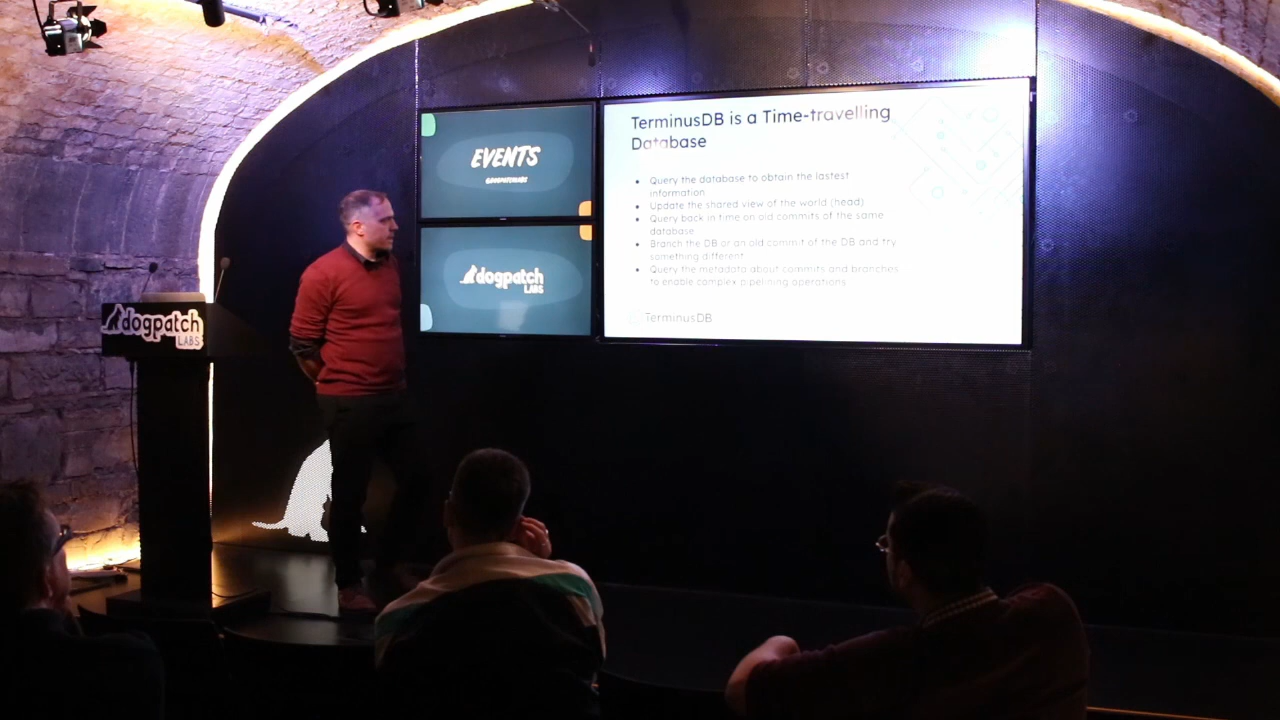 EVENTS
@DOGPATCHLABS
dogpatch
LABS
dogpatch
LABS
TerminusDB is a Time-travelling
Database
Query the database to obtain the lastest
information
Update the shared view of the world (head)
Query back in time on old commits of the same
database
Branch the DB or an old commit of the DB and try
something different
Query the metadata about commits and branches
to enable complex pipelining operations
TerminusDB